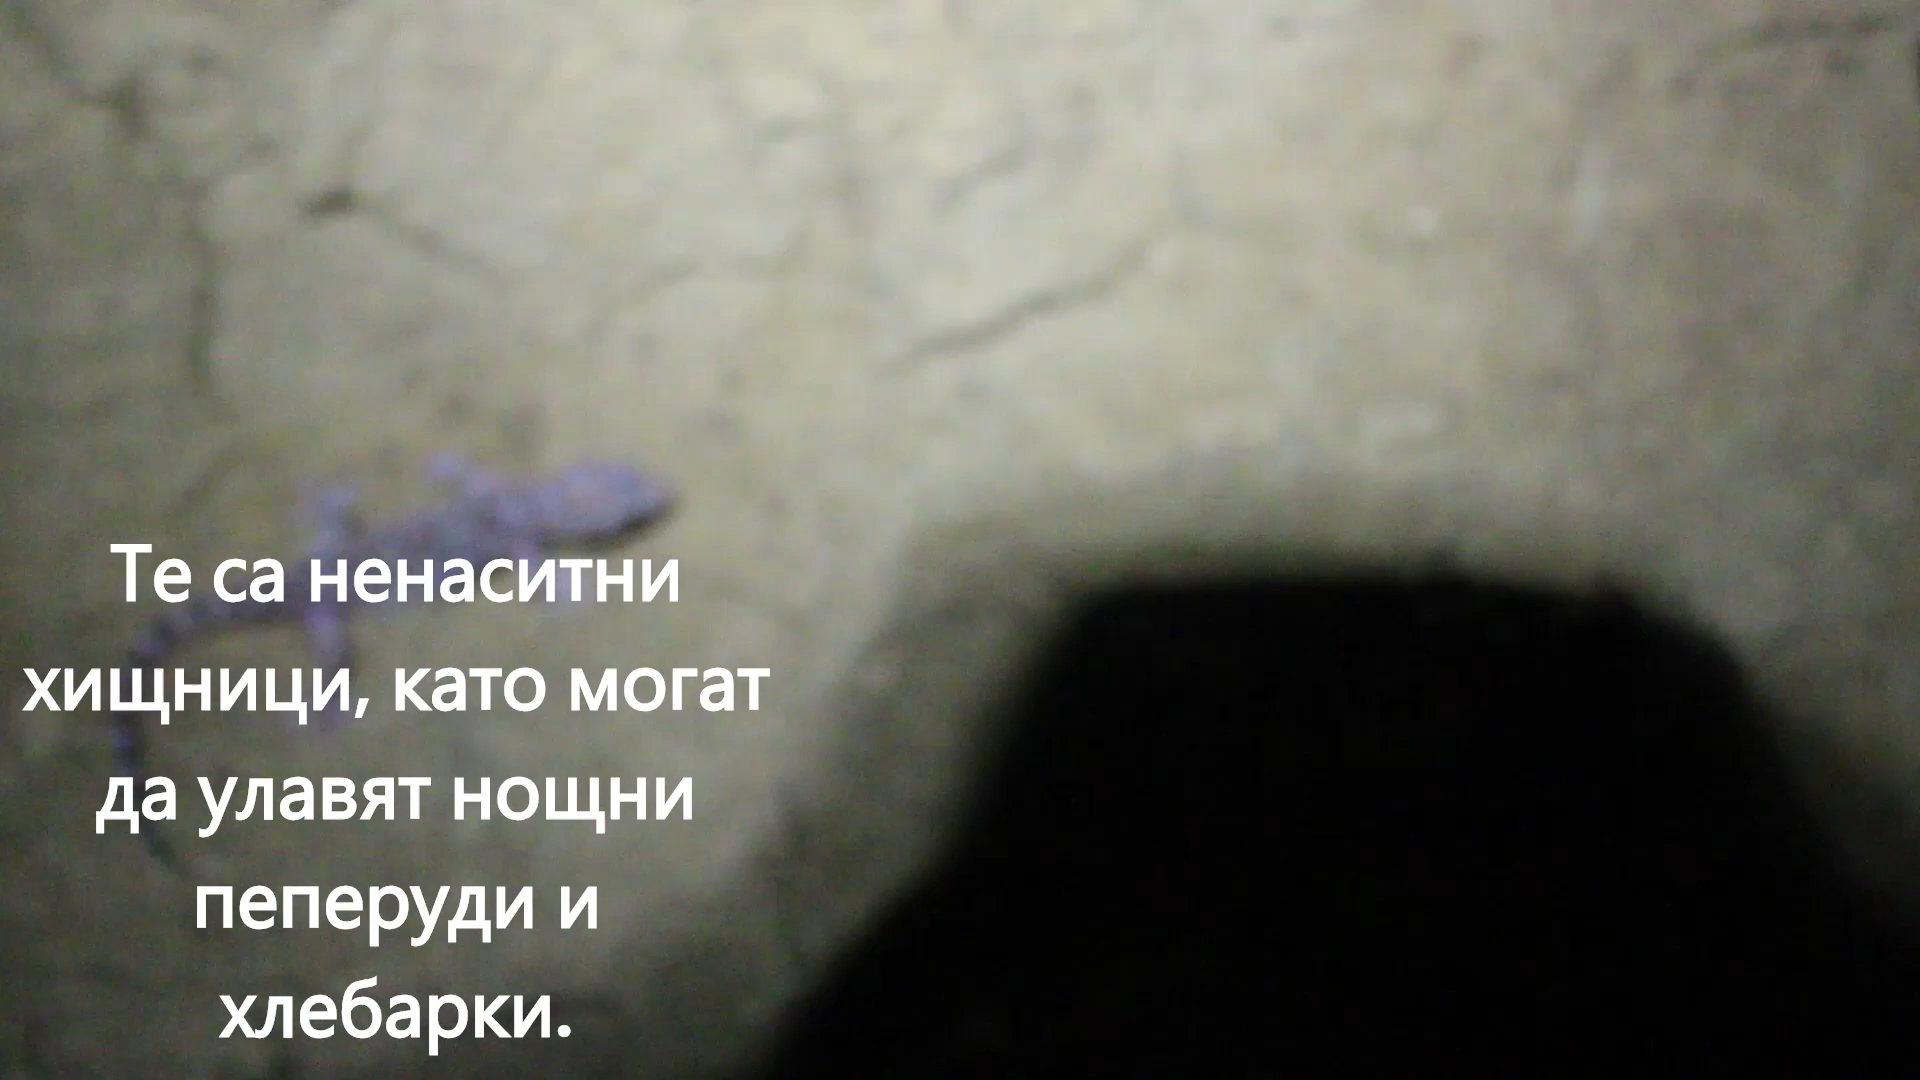 Те са ненаситни
хищници, като могат
да улавят нощни
пеперуди и
хлебарки.